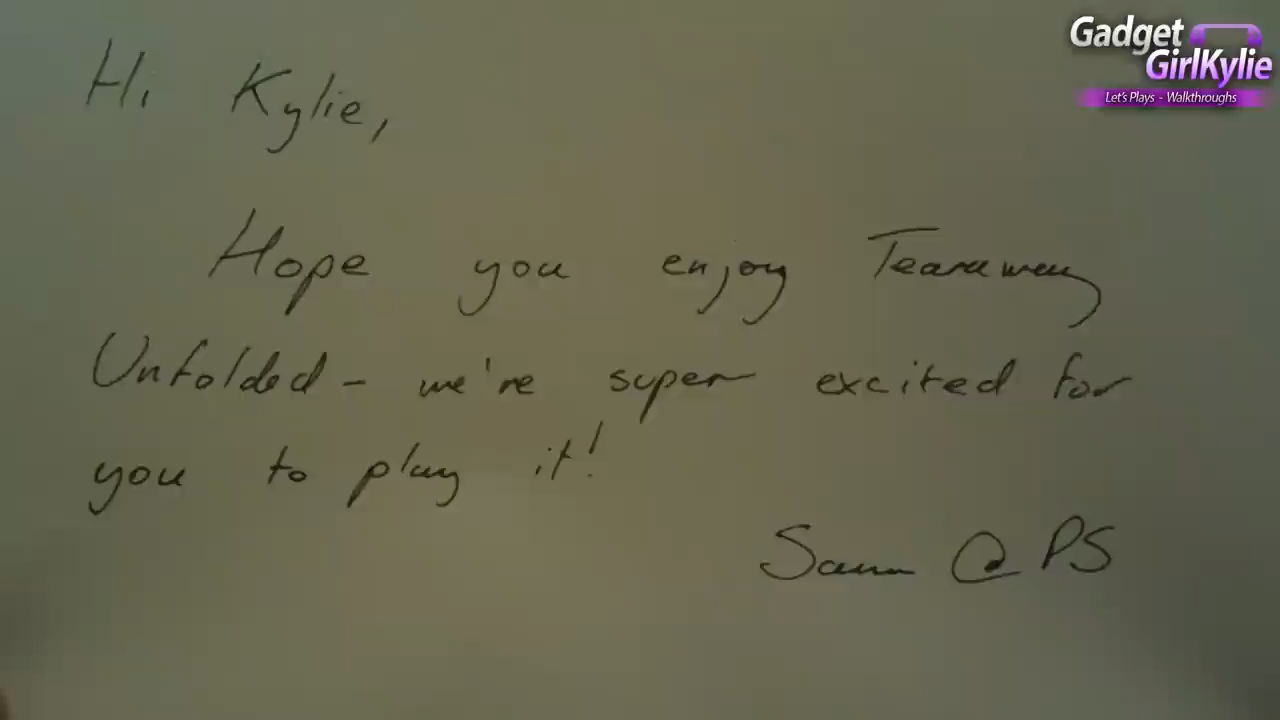 Gadget
GirlKylie
Let's Plays - Walkthroughs
Hi Kylie,
Hope you enjoy Tearaway
Unfolded - we're super excited for
you to play it!
Sam @ PS